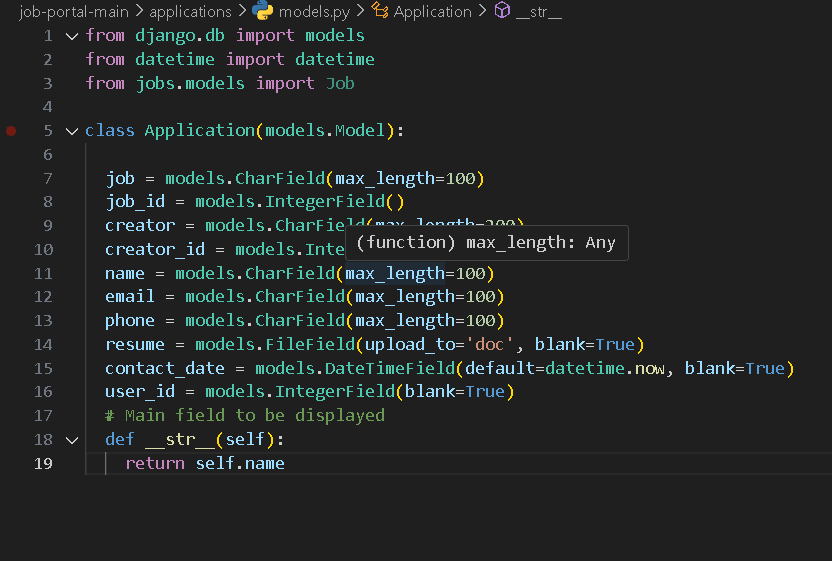 job-portal-main > applications > models.py > Application > __str__
1 from django.db import models
2 from datetime import datetime
3 from jobs.models import Job
4
5 class Application(models.Model):
6
7 job = models.CharField(max_length=100)
8 job_id = models.IntegerField()
9 creator = models.CharField(max_length=200)
10 creator_id = models.Inte
(function) max_length: Any
11 name = models.CharField(max_length=100)
12 email = models.CharField(max_length=100)
13 phone = models.CharField(max_length=100)
14 resume = models.FileField(upload_to='doc', blank=True)
15 contact_date = models.DateTimeField(default=datetime.now, blank=True)
16 user_id = models.IntegerField(blank=True)
17 # Main field to be displayed
18 def __str__(self):
19 return self.name